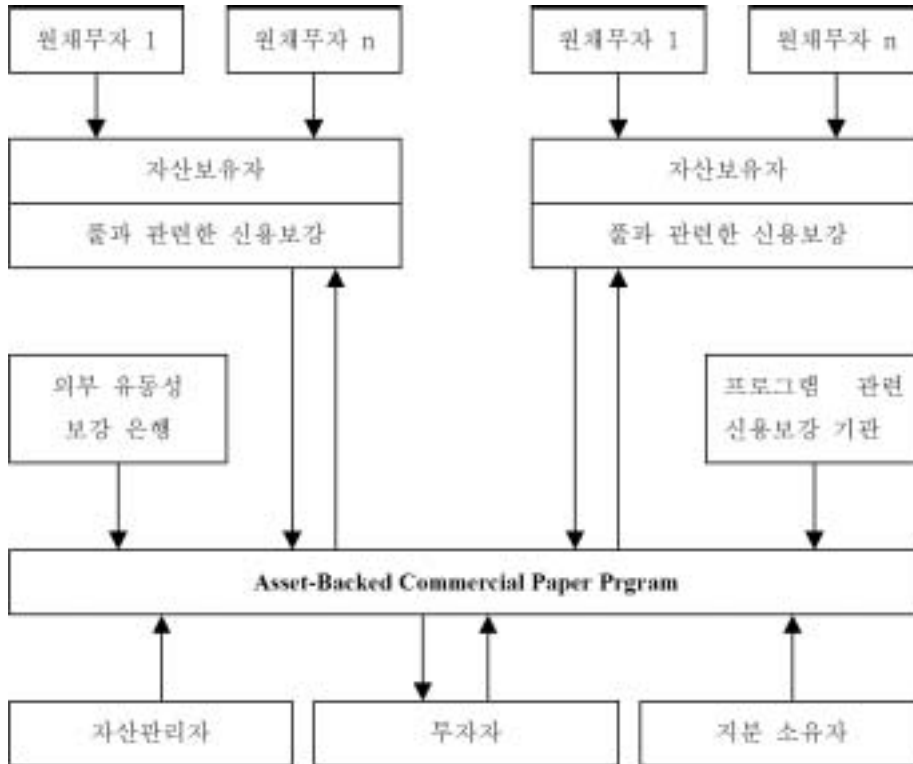 원채무자 1
원채무자 n
원채무자 1
원채무자 n
자산보유자
자산보유자
풀과 관련한 신용보강
풀과 관련한 신용보강
외부 유동성
보강 은행
프로그램 관련
신용보강 기관
Asset-Backed Commercial Paper Prgram
자산관리자
투자자
지분 소유자